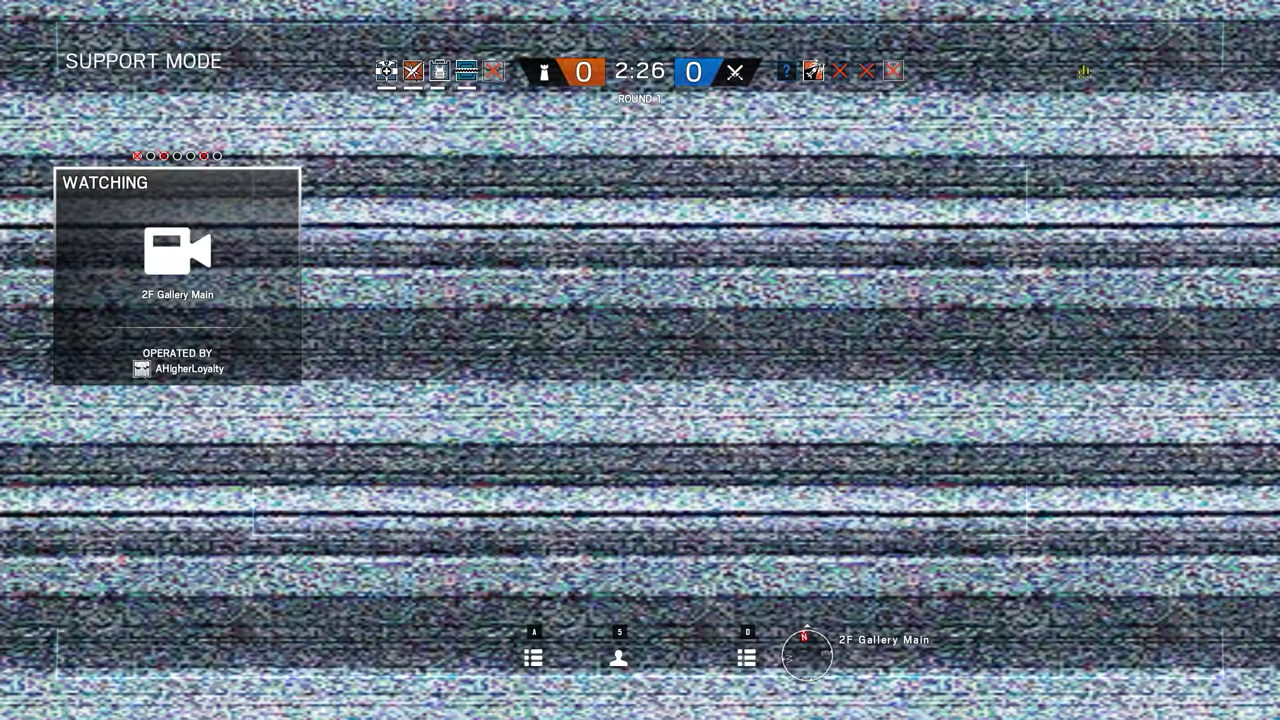 SUPPORT MODE
0 2:26 0
?
ROUND 1
WATCHING
2F Gallery Main
OPERATED BY
AHigherLoyalty
A 5 D
N
2F Gallery Main